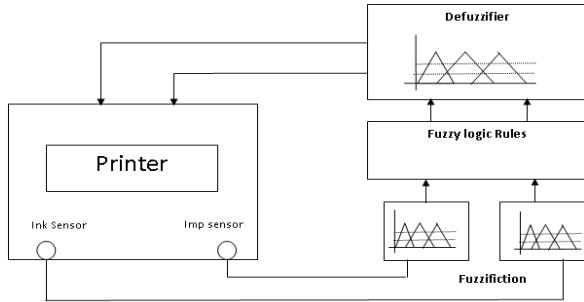 Defuzzifier
Fuzzy logic Rules
Printer
Ink Sensor
Imp sensor
Fuzzifiction